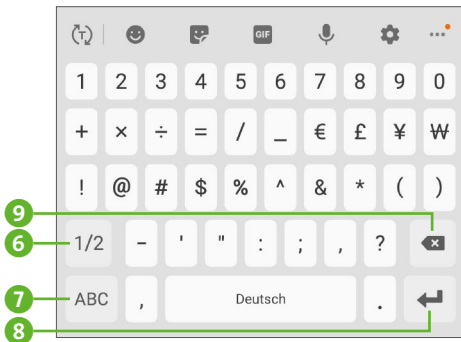 T GIF
1 2 3 4 5 6 7 8 9 0
+ × ÷ = / _ € £ ¥ ₩
! @ # $ % ^ & * ( )
9
6 1/2 - ' " : ; , ?
7 ABC , Deutsch .
8